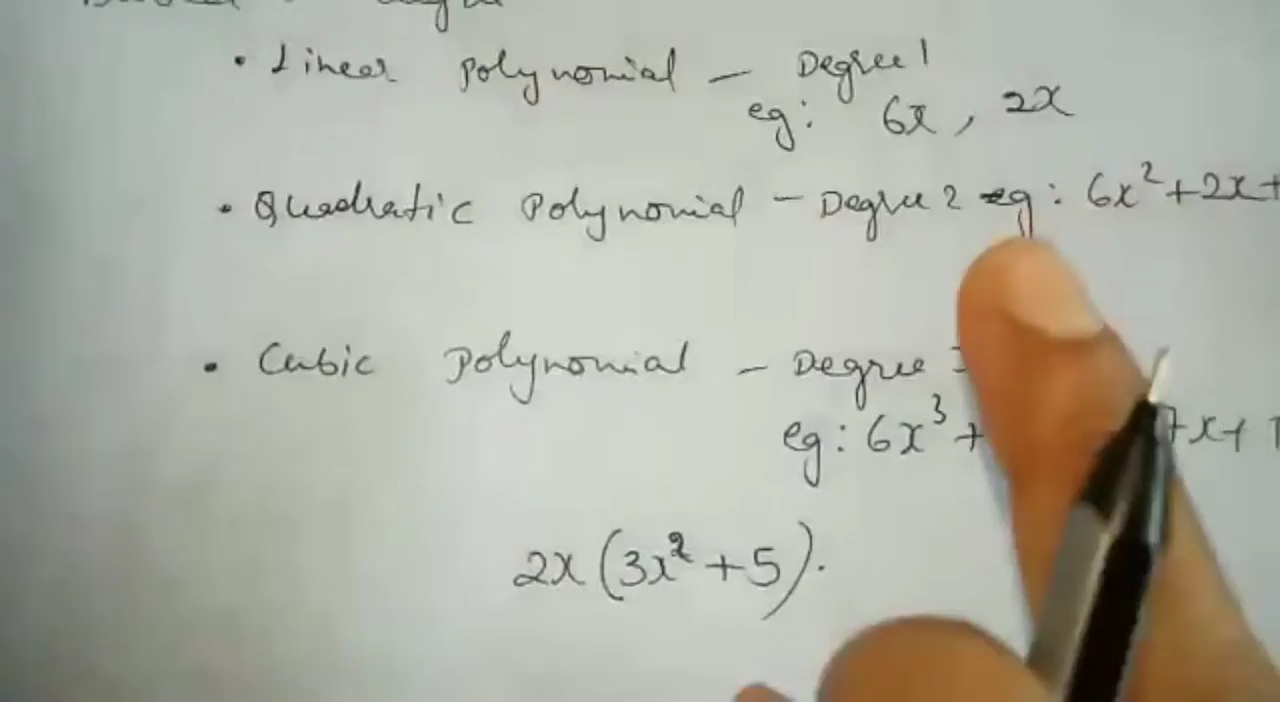 • Linear Polynomial – Degree 1
eg: 6x, 2x
• Quadratic Polynomial – Degree 2 eg: 6x² + 2x +
• Cubic Polynomial – Degree
eg: 6x³ + 7x + 
2x (3x² + 5).